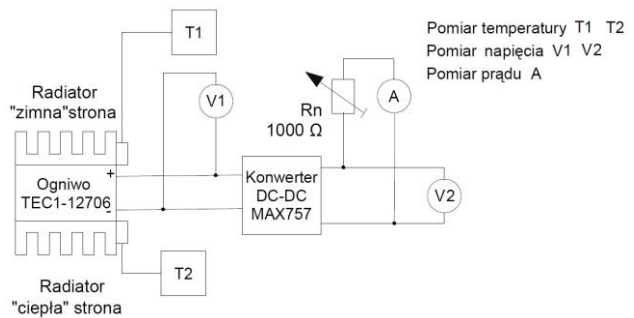 T1
Pomiar temperatury T1 T2
Pomiar napięcia V1 V2
Pomiar prądu A
Radiator
"zimna"strona
V1
Rn
1000 Ω
A
+
Ogniwo
TEC1-12706
-
Konwerter
DC-DC
MAX757
V2
T2
Radiator
"ciepła" strona